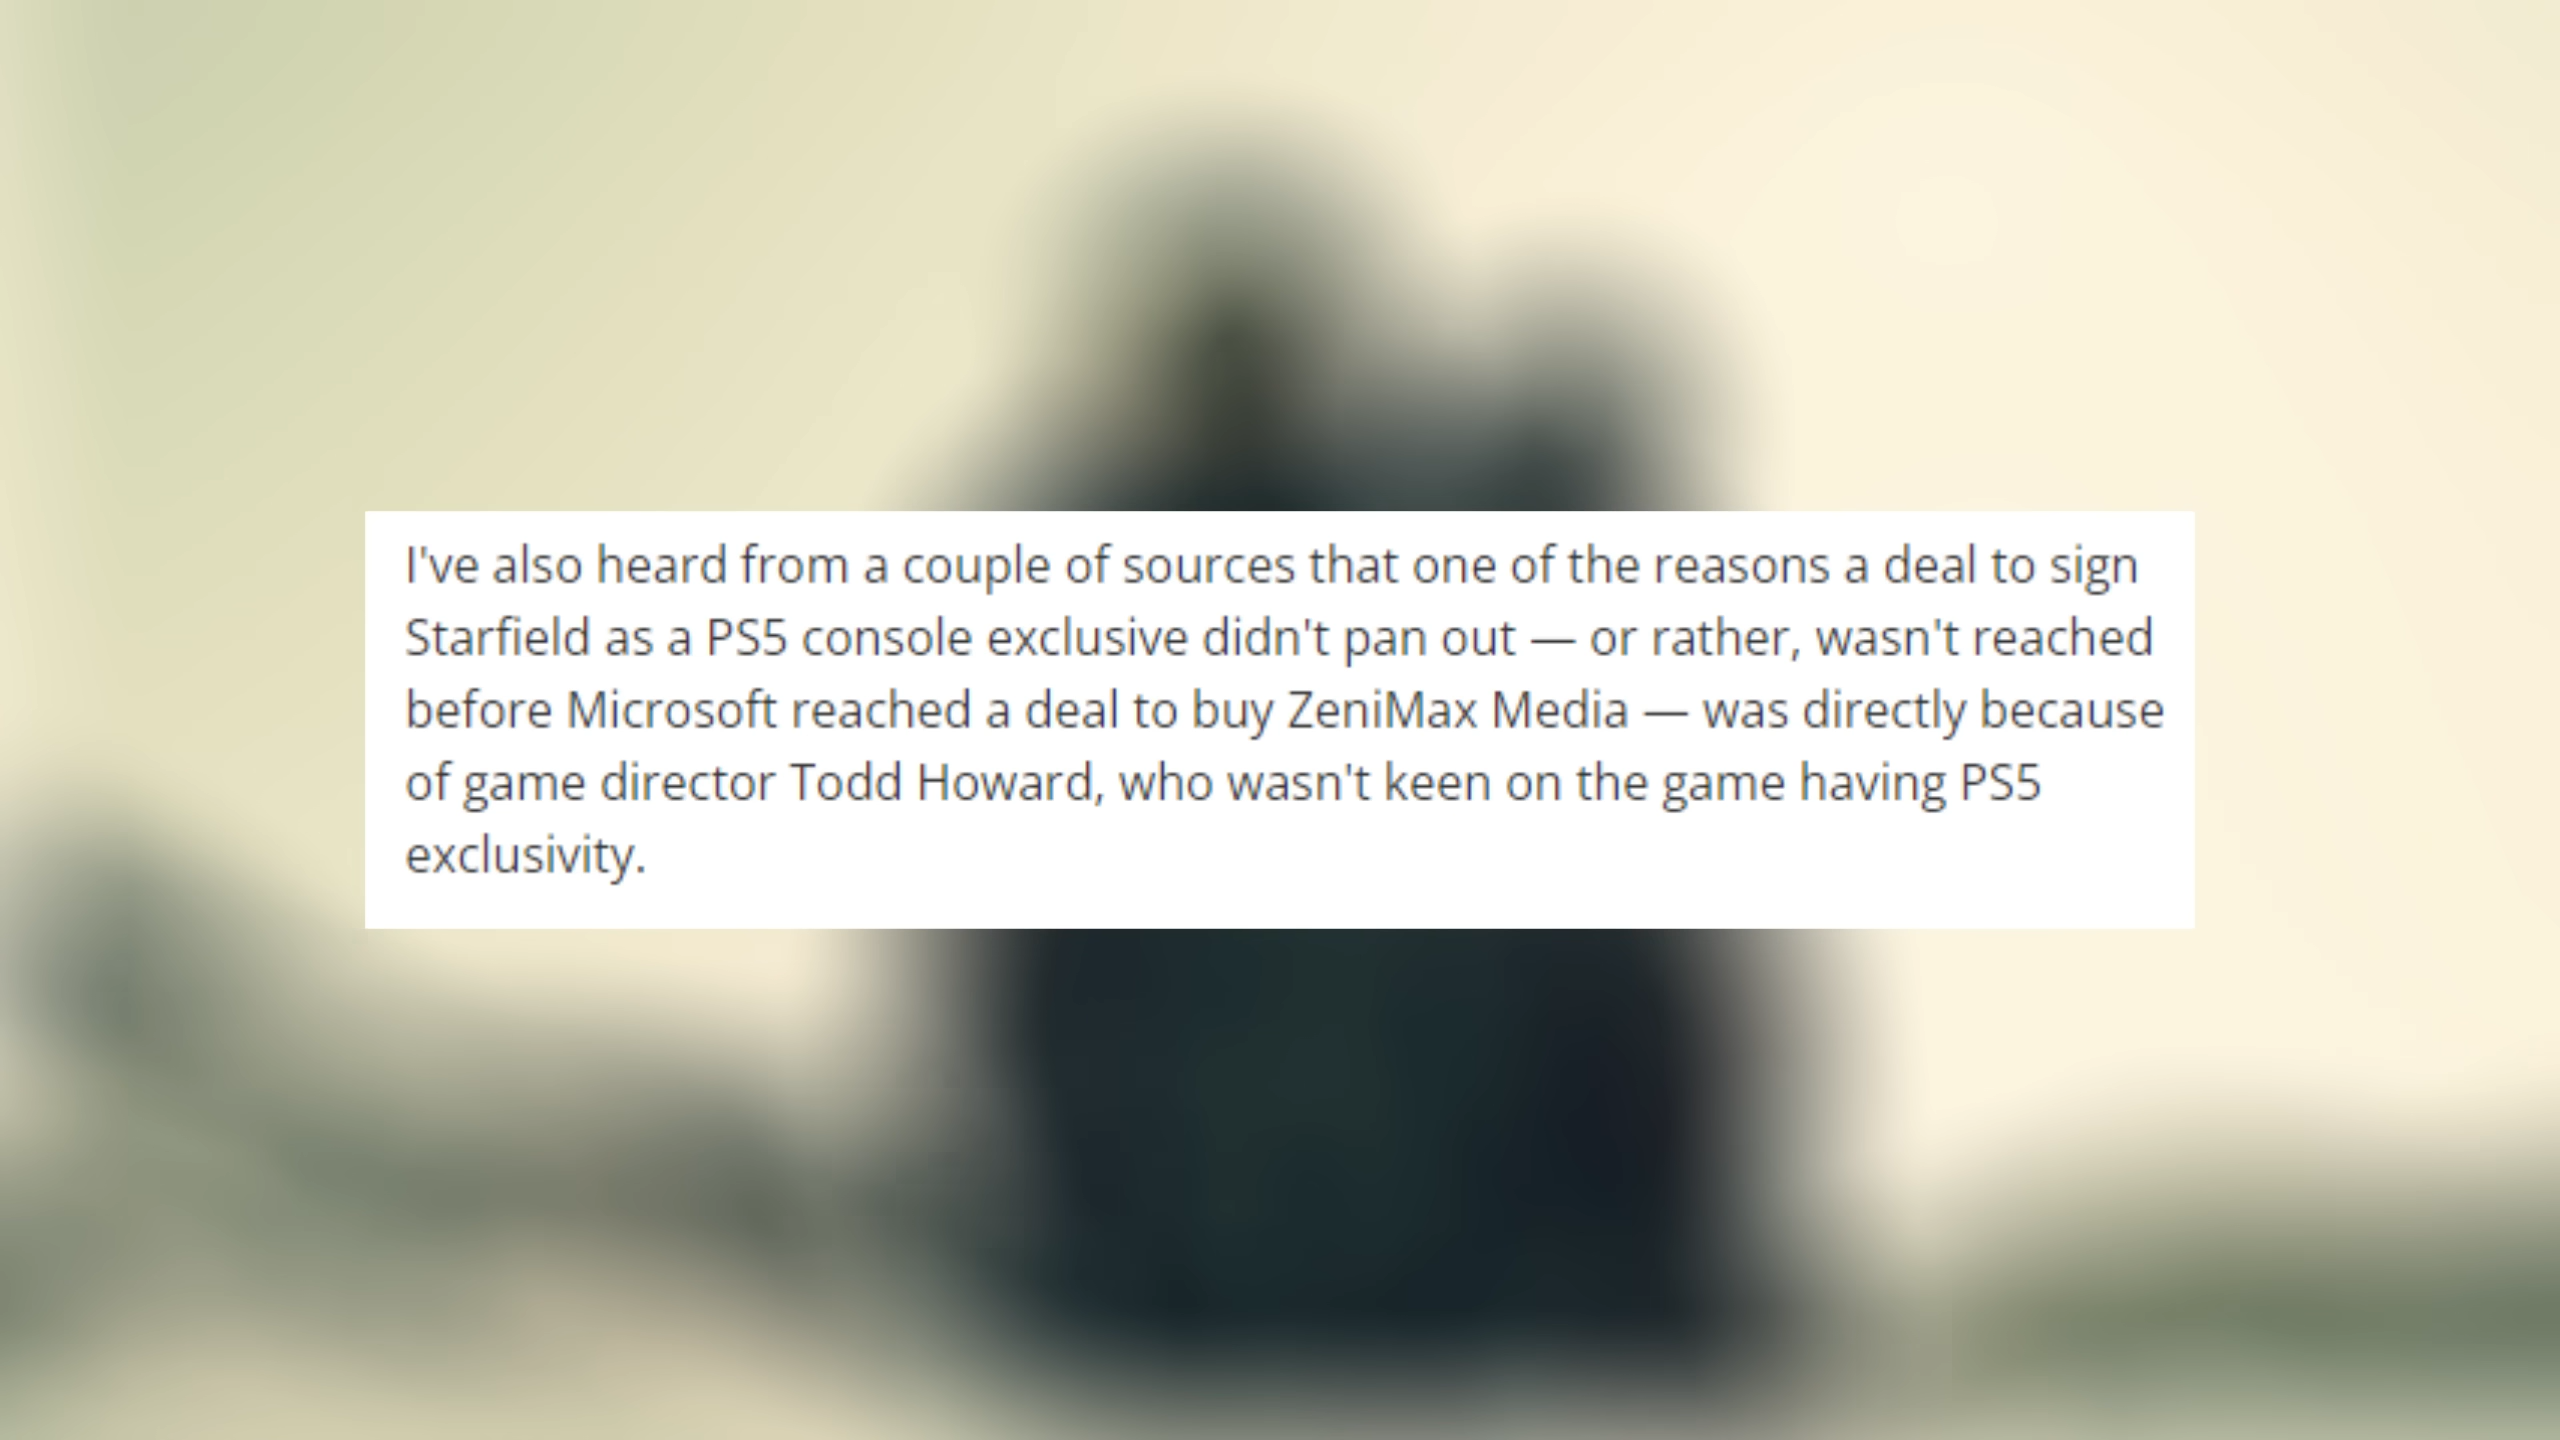 I've also heard from a couple of sources that one of the reasons a deal to sign
Starfield as a PS5 console exclusive didn't pan out — or rather, wasn't reached
before Microsoft reached a deal to buy ZeniMax Media — was directly because
of game director Todd Howard, who wasn't keen on the game having PS5
exclusivity.